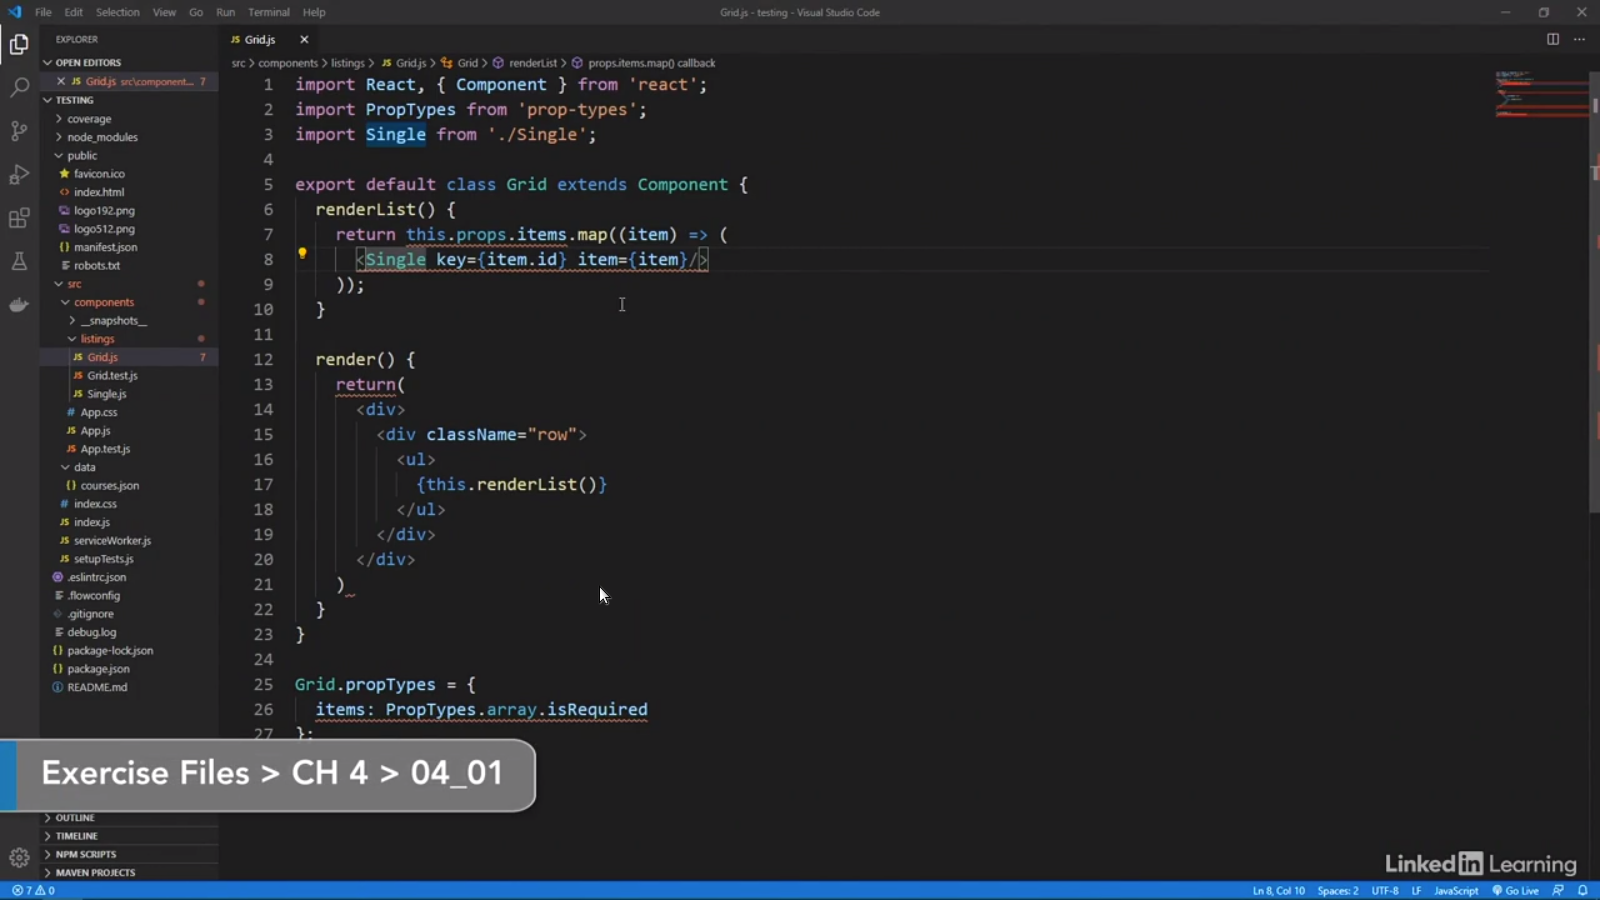 File Edit Selection View Go Run Terminal Help
Grid.js - testing - Visual Studio Code
EXPLORER
OPEN EDITORS
JS Grid.js src\component... 7
TESTING
coverage
node_modules
public
favicon.ico
<> index.html
logo192.png
logo512.png
{} manifest.json
robots.txt
src
components
__snapshots__
listings
JS Grid.js 7
JS Grid.test.js
JS Single.js
# App.css
JS App.js
JS App.test.js
data
{} courses.json
# index.css
JS index.js
JS serviceWorker.js
JS setupTests.js
.eslintrc.json
.flowconfig
.gitignore
debug.log
{} package-lock.json
{} package.json
README.md
OUTLINE
TIMELINE
NPM SCRIPTS
MAVEN PROJECTS
JS Grid.js
src > components > listings > JS Grid.js > Grid > renderList > props.items.map() callback
1 import React, { Component } from 'react';
2 import PropTypes from 'prop-types';
3 import Single from './Single';
4
5 export default class Grid extends Component {
6 renderList() {
7 return this.props.items.map((item) => (
8 <Single key={item.id} item={item}/>
9 ));
10 }
11
12 render() {
13 return(
14 <div>
15 <div className="row">
16 <ul>
17 {this.renderList()}
18 </ul>
19 </div>
20 </div>
21 )
22 }
23 }
24
25 Grid.propTypes = {
26 items: PropTypes.array.isRequired
27 };
Exercise Files > CH 4 > 04_01
LinkedIn Learning
7 0
Ln 8, Col 10 Spaces: 2 UTF-8 LF JavaScript Go Live